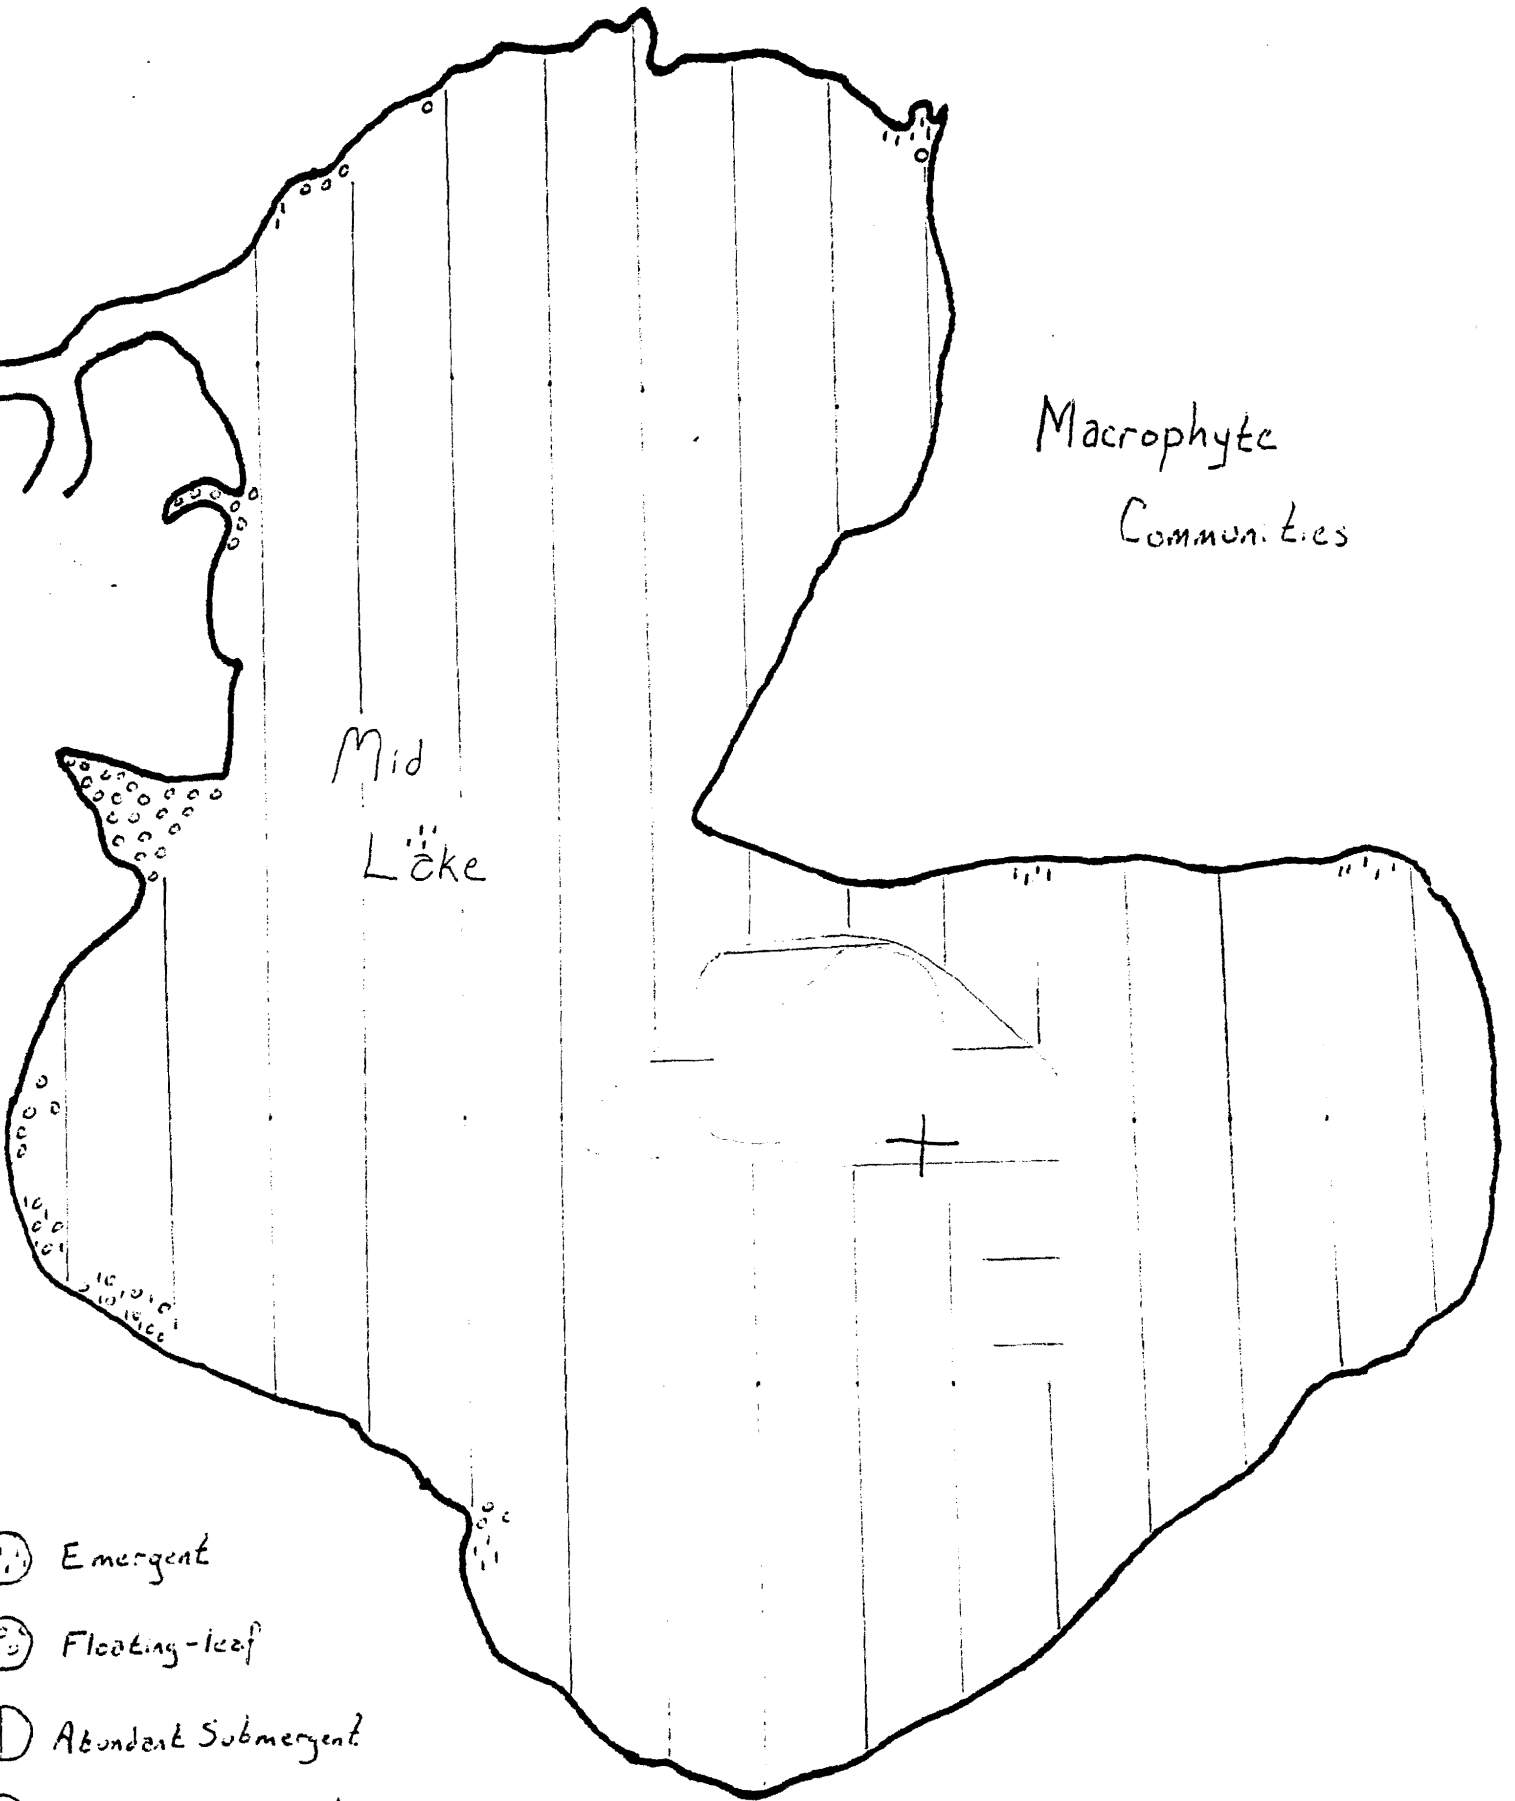 Macrophyte
Communities
Mid
Lake
Emergent
Floating-leaf
Abundant Submergent